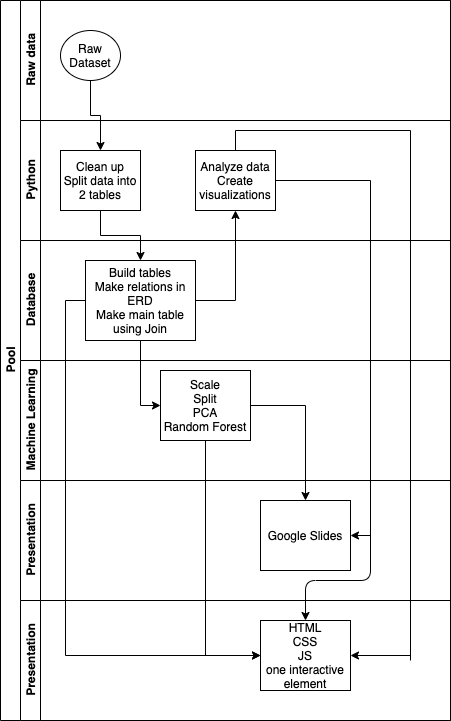 Pool
Raw data
Raw
Dataset
Python
Clean up
Split data into
2 tables
Analyze data
Create
visualizations
Database
Build tables
Make relations in
ERD
Make main table
using Join
Machine Learning
Scale
Split
PCA
Random Forest
Presentation
Google Slides
Presentation
HTML
CSS
JS
one interactive
element